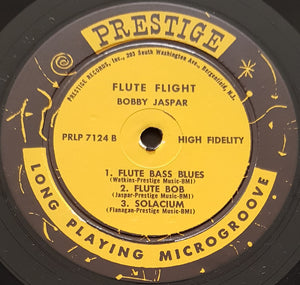 PRESTIGE
PRESTIGE RECORDS, Inc., 203 South Washington Ave., Bergenfield, N.J.
FLUTE FLIGHT
BOBBY JASPAR
PRLP 7124 B HIGH FIDELITY
1. FLUTE BASS BLUES
(Watkins-Prestige Music-BMI)
2. FLUTE BOB
(Jaspar-Prestige Music-BMI)
3. SOLACIUM
(Flanagan-Prestige Music-BMI)
LONG PLAYING MICROGROOVE